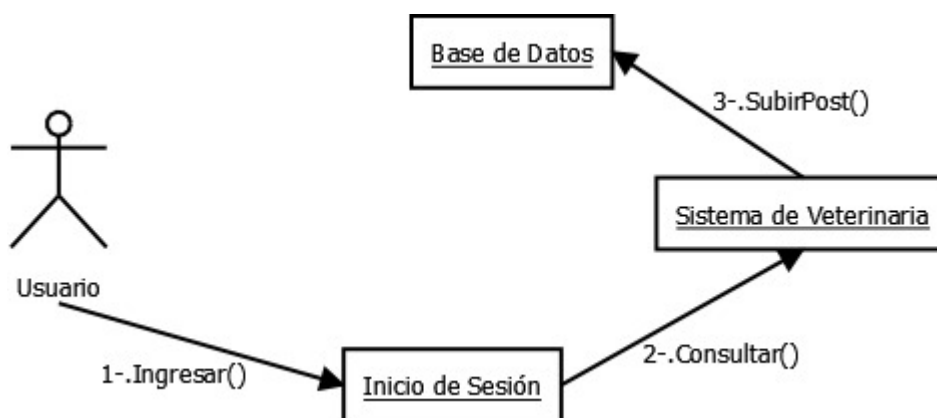 Base de Datos
3-.SubirPost()
Sistema de Veterinaria
Usuario
2-.Consultar()
1-.Ingresar()
Inicio de Sesión